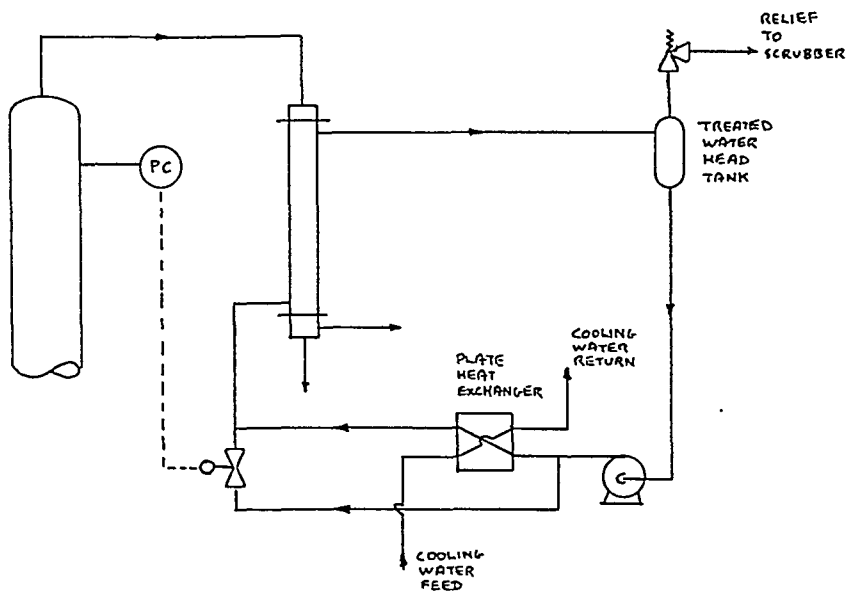 RELIEF
TO
SCRUBBER
TREATED
WATER
HEAD
TANK
PC
COOLING
WATER
RETURN
PLATE
HEAT
EXCHANGER
COOLING
WATER
FEED